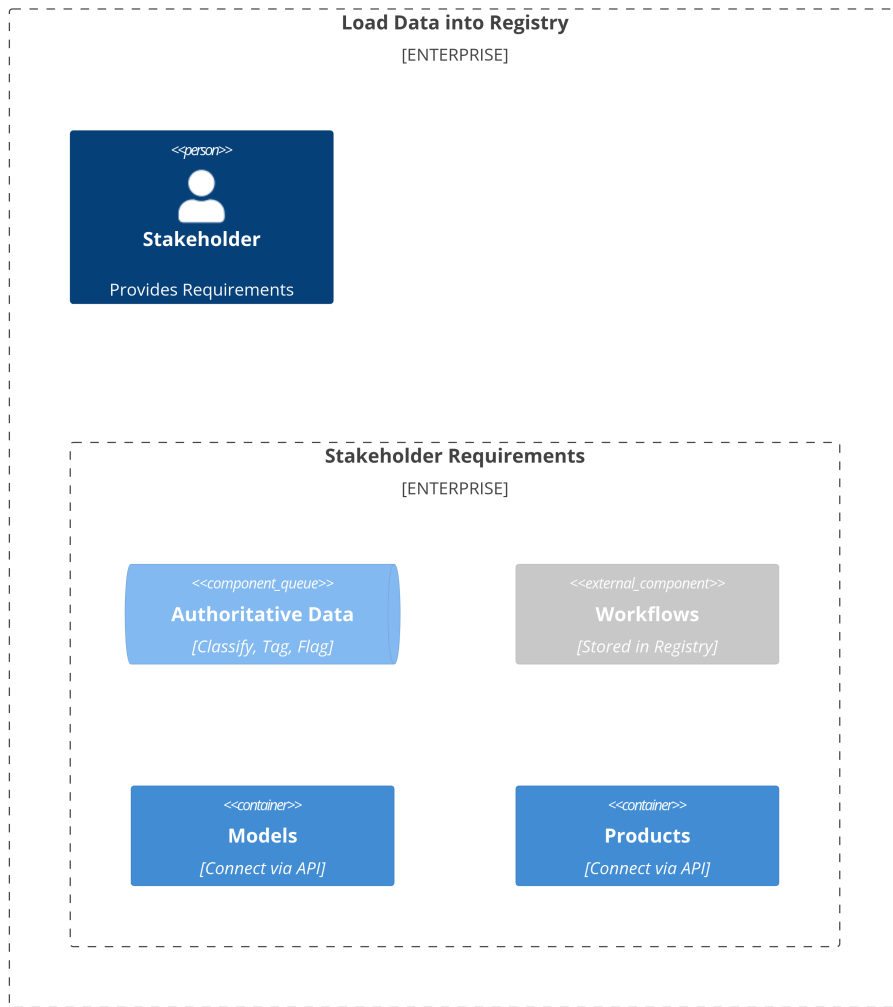 Load Data into Registry
[ENTERPRISE]
<<person>>
Stakeholder
Provides Requirements
Stakeholder Requirements
[ENTERPRISE]
<<component_queue>>
Authoritative Data
[Classify, Tag, Flag]
<<external_component>>
Workflows
[Stored in Registry]
<<container>>
Models
[Connect via API]
<<container>>
Products
[Connect via API]